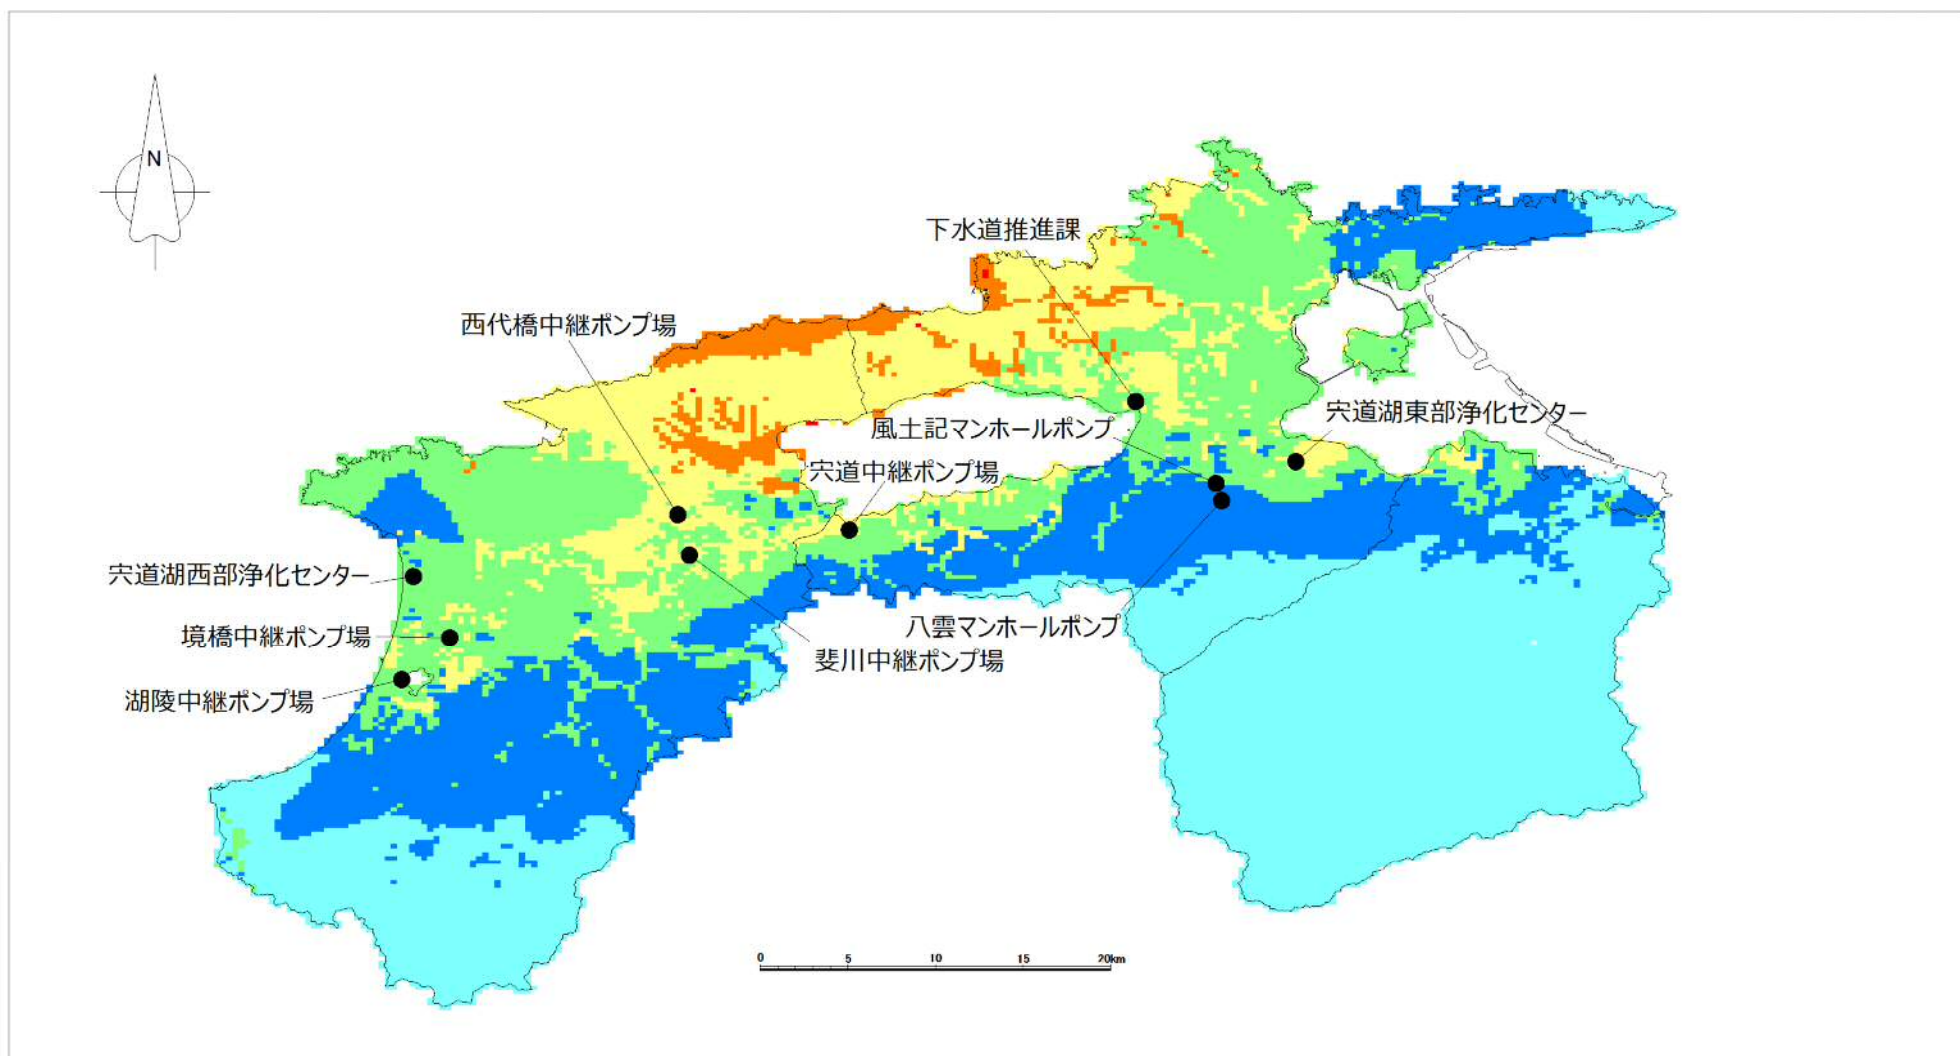 N
下水道推進課
西代橋中継ポンプ場
宍道湖東部浄化センター
風土記マンホールポンプ
宍道中継ポンプ場
宍道湖西部浄化センター
八雲マンホールポンプ
境橋中継ポンプ場
斐川中継ポンプ場
湖陵中継ポンプ場
0 5 10 15 20km